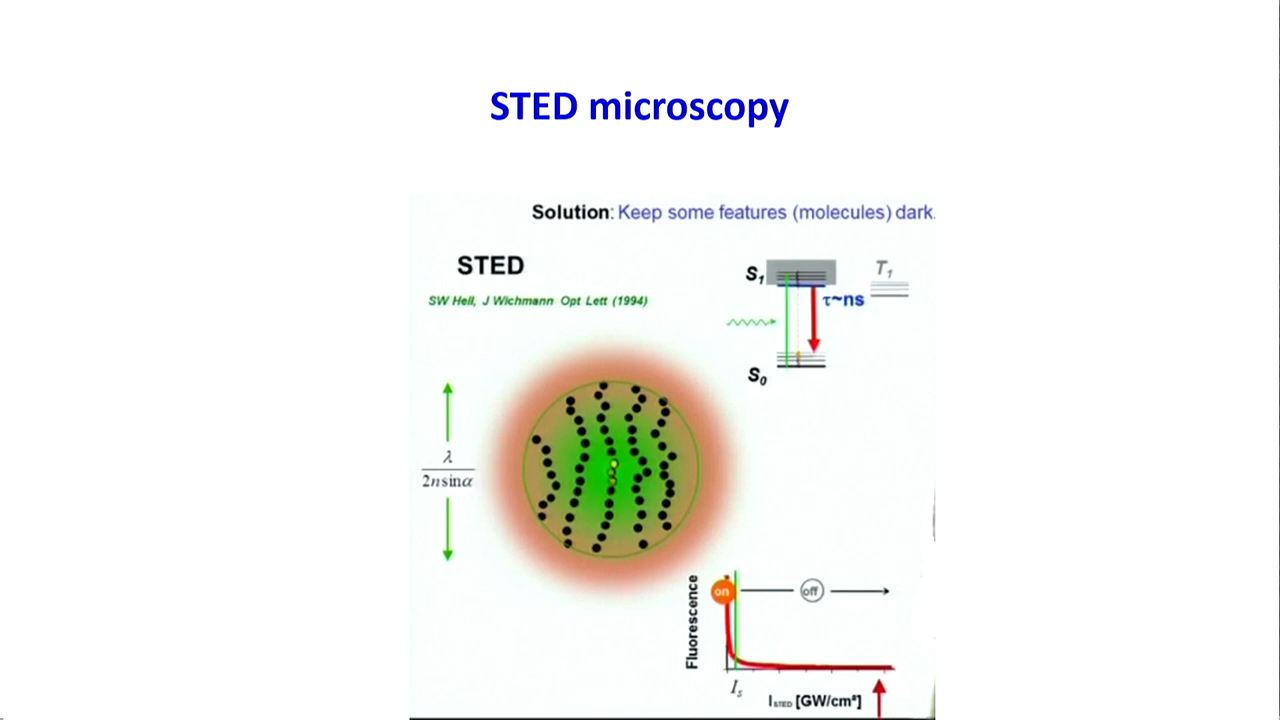 STED microscopy
Solution: Keep some features (molecules) dark.
STED
SW Hell, J Wichmann Opt Lett (1994)
S₁
T₁
τ~ns
S₀
λ
2n sinα
Fluorescence
on
off
Iₛ
I_STED [GW/cm²]